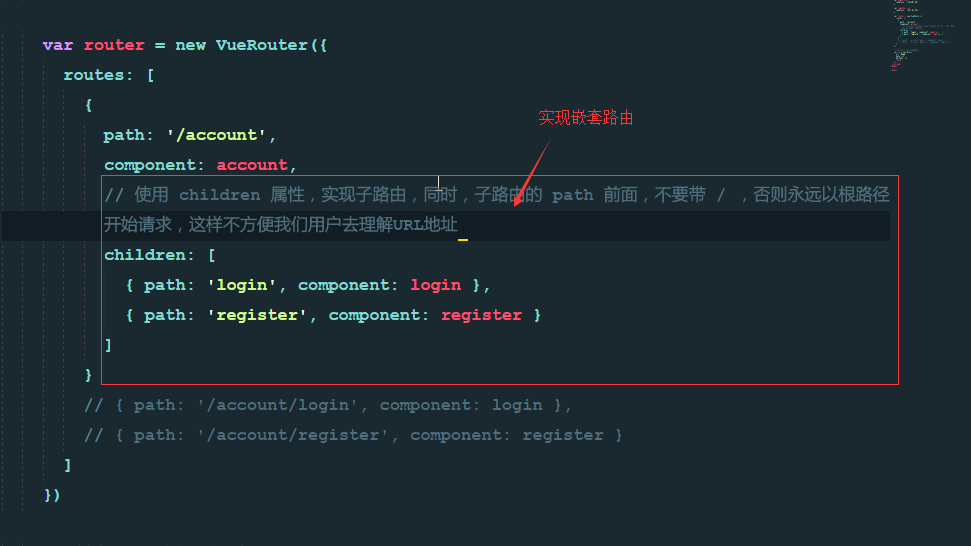 var router = new VueRouter({
routes: [
{
path: '/account',
实现嵌套路由
component: account,
// 使用 children 属性，实现子路由，同时，子路由的 path 前面，不要带 / ，否则永远以根路径
开始请求，这样不方便我们用户去理解URL地址
children: [
{ path: 'login', component: login },
{ path: 'register', component: register }
]
}
// { path: '/account/login', component: login },
// { path: '/account/register', component: register }
]
})